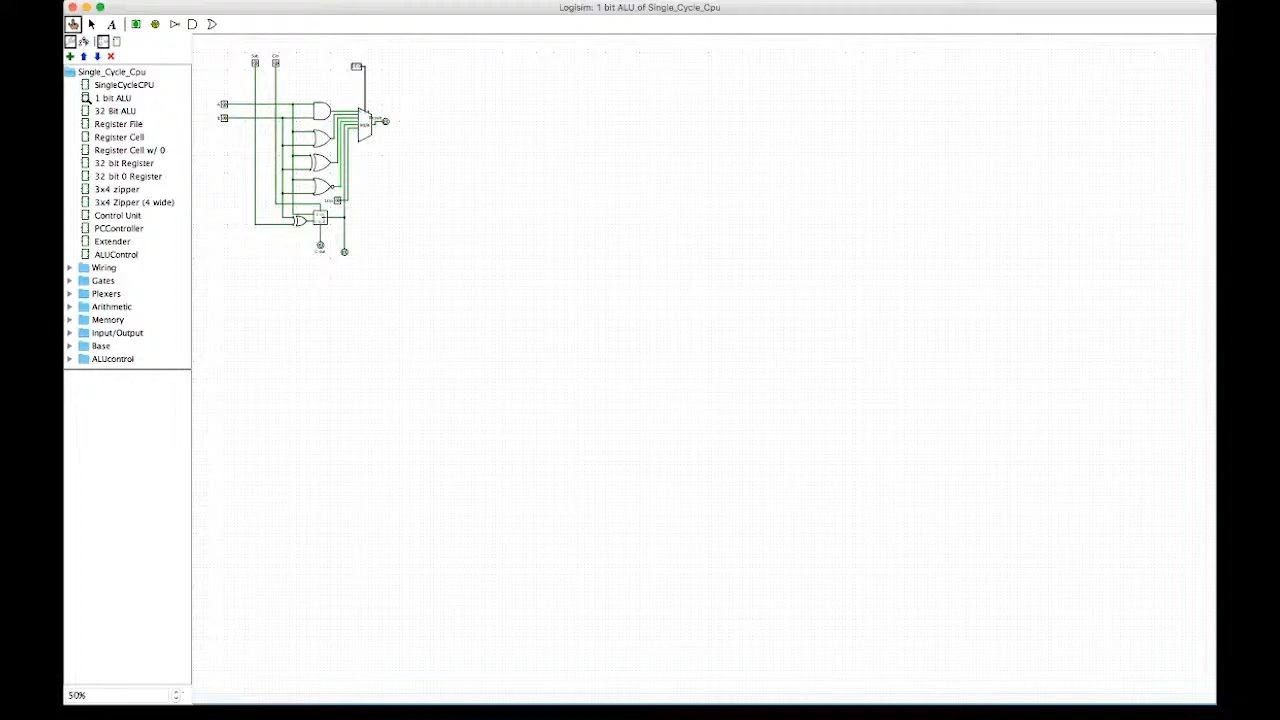 Logisim: 1 bit ALU of Single_Cycle_Cpu
A
Single_Cycle_Cpu
SingleCycleCPU
1 bit ALU
32 Bit ALU
Register File
Register Cell
Register Cell w/ 0
32 bit Register
32 bit 0 Register
3x4 zipper
3x4 Zipper (4 wide)
Control Unit
PCController
Extender
ALUControl
Wiring
Gates
Plexers
Arithmetic
Memory
Input/Output
Base
ALUcontrol
50%